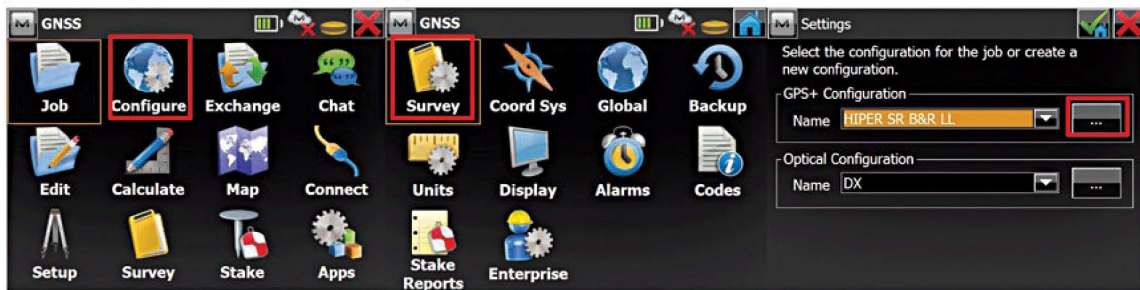 GNSS
Job
Configure
Exchange
Chat
Edit
Calculate
Map
Connect
Setup
Survey
Stake
Apps
GNSS
Survey
Coord Sys
Global
Backup
Units
Display
Alarms
Codes
Stake
Reports
Enterprise
Settings
Select the configuration for the job or create a
new configuration.
GPS+ Configuration
Name HIPER SR B&R LL ...
Optical Configuration
Name DX ...